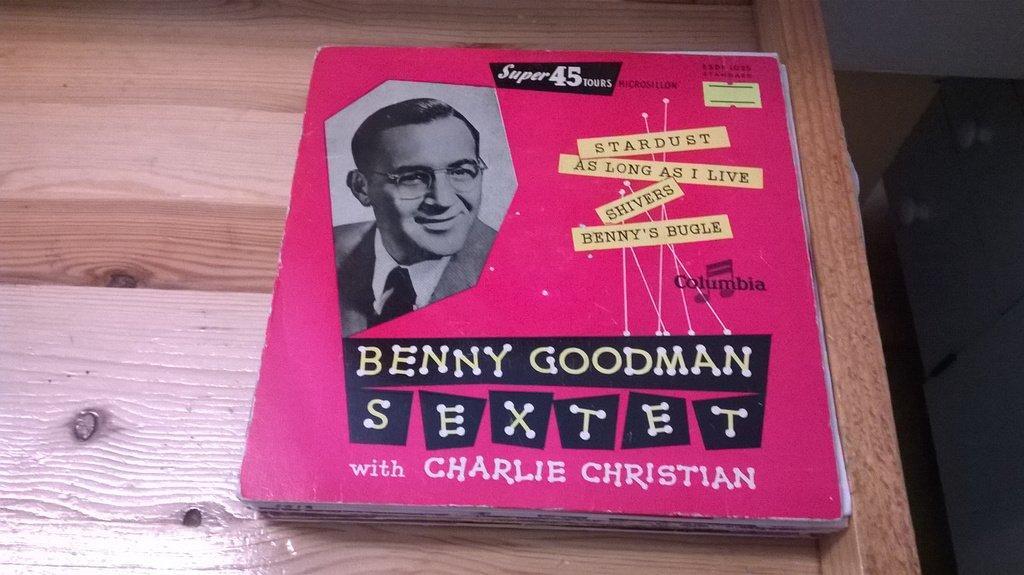 Super 45 TOURS MICROSILLON
STANDARD
STARDUST
AS LONG AS I LIVE
SHIVERS
BENNY'S BUGLE
Columbia
BENNY GOODMAN
SEXTET
with CHARLIE CHRISTIAN